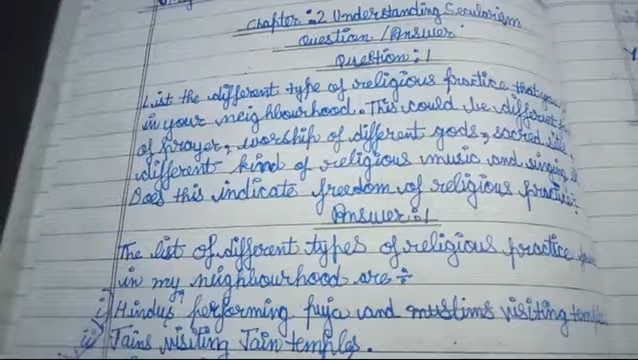 Chapter :2 Understanding Secularism
Question / Answer
Question : 1
List the different type of religious practice that you
in your neighbourhood. This could be different
of prayer, worship of different gods, sacred
different kind of religious music and singing
Does this indicate freedom of religious practice?
Answer : 1
The list of different types of religious practice
in my neighbourhood are :-
i) Hindus performing puja and muslims visiting temple
ii) Jains visiting Jain temples.